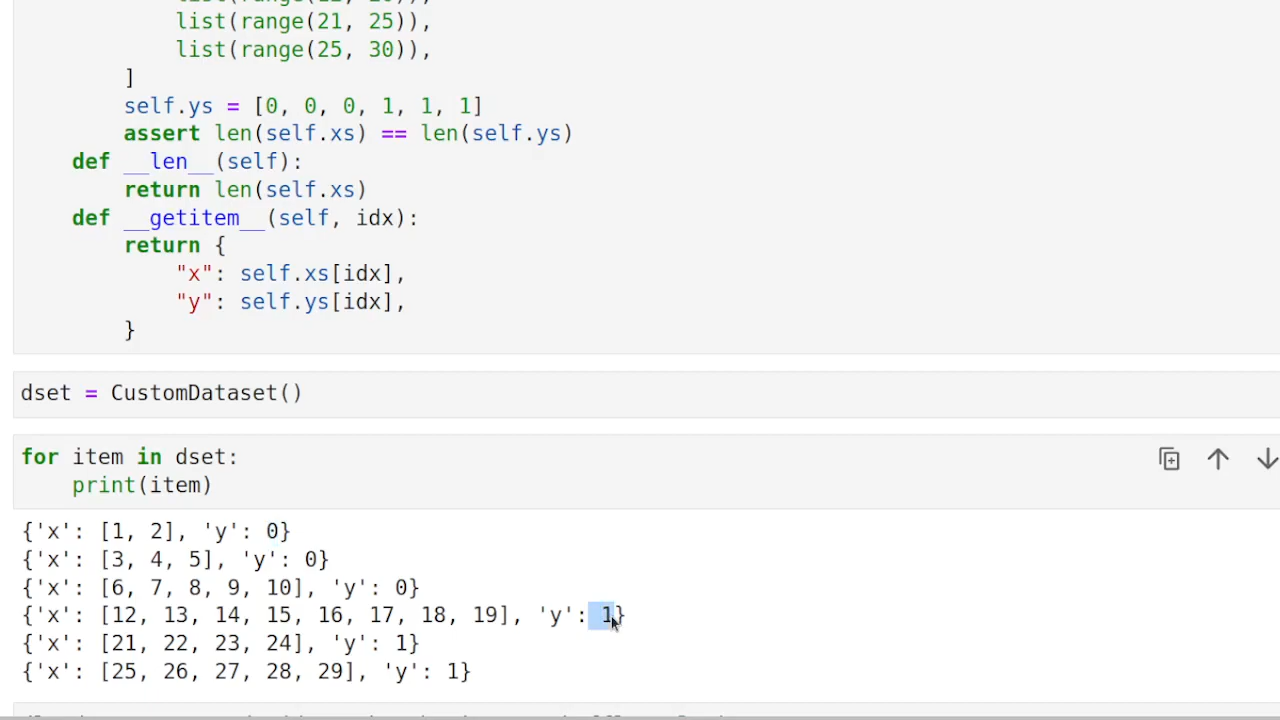 list(range(21, 25)),
list(range(25, 30)),
]
self.ys = [0, 0, 0, 1, 1, 1]
assert len(self.xs) == len(self.ys)
def __len__(self):
return len(self.xs)
def __getitem__(self, idx):
return {
"x": self.xs[idx],
"y": self.ys[idx],
}
dset = CustomDataset()
for item in dset:
print(item)
{'x': [1, 2], 'y': 0}
{'x': [3, 4, 5], 'y': 0}
{'x': [6, 7, 8, 9, 10], 'y': 0}
{'x': [12, 13, 14, 15, 16, 17, 18, 19], 'y': 1}
{'x': [21, 22, 23, 24], 'y': 1}
{'x': [25, 26, 27, 28, 29], 'y': 1}